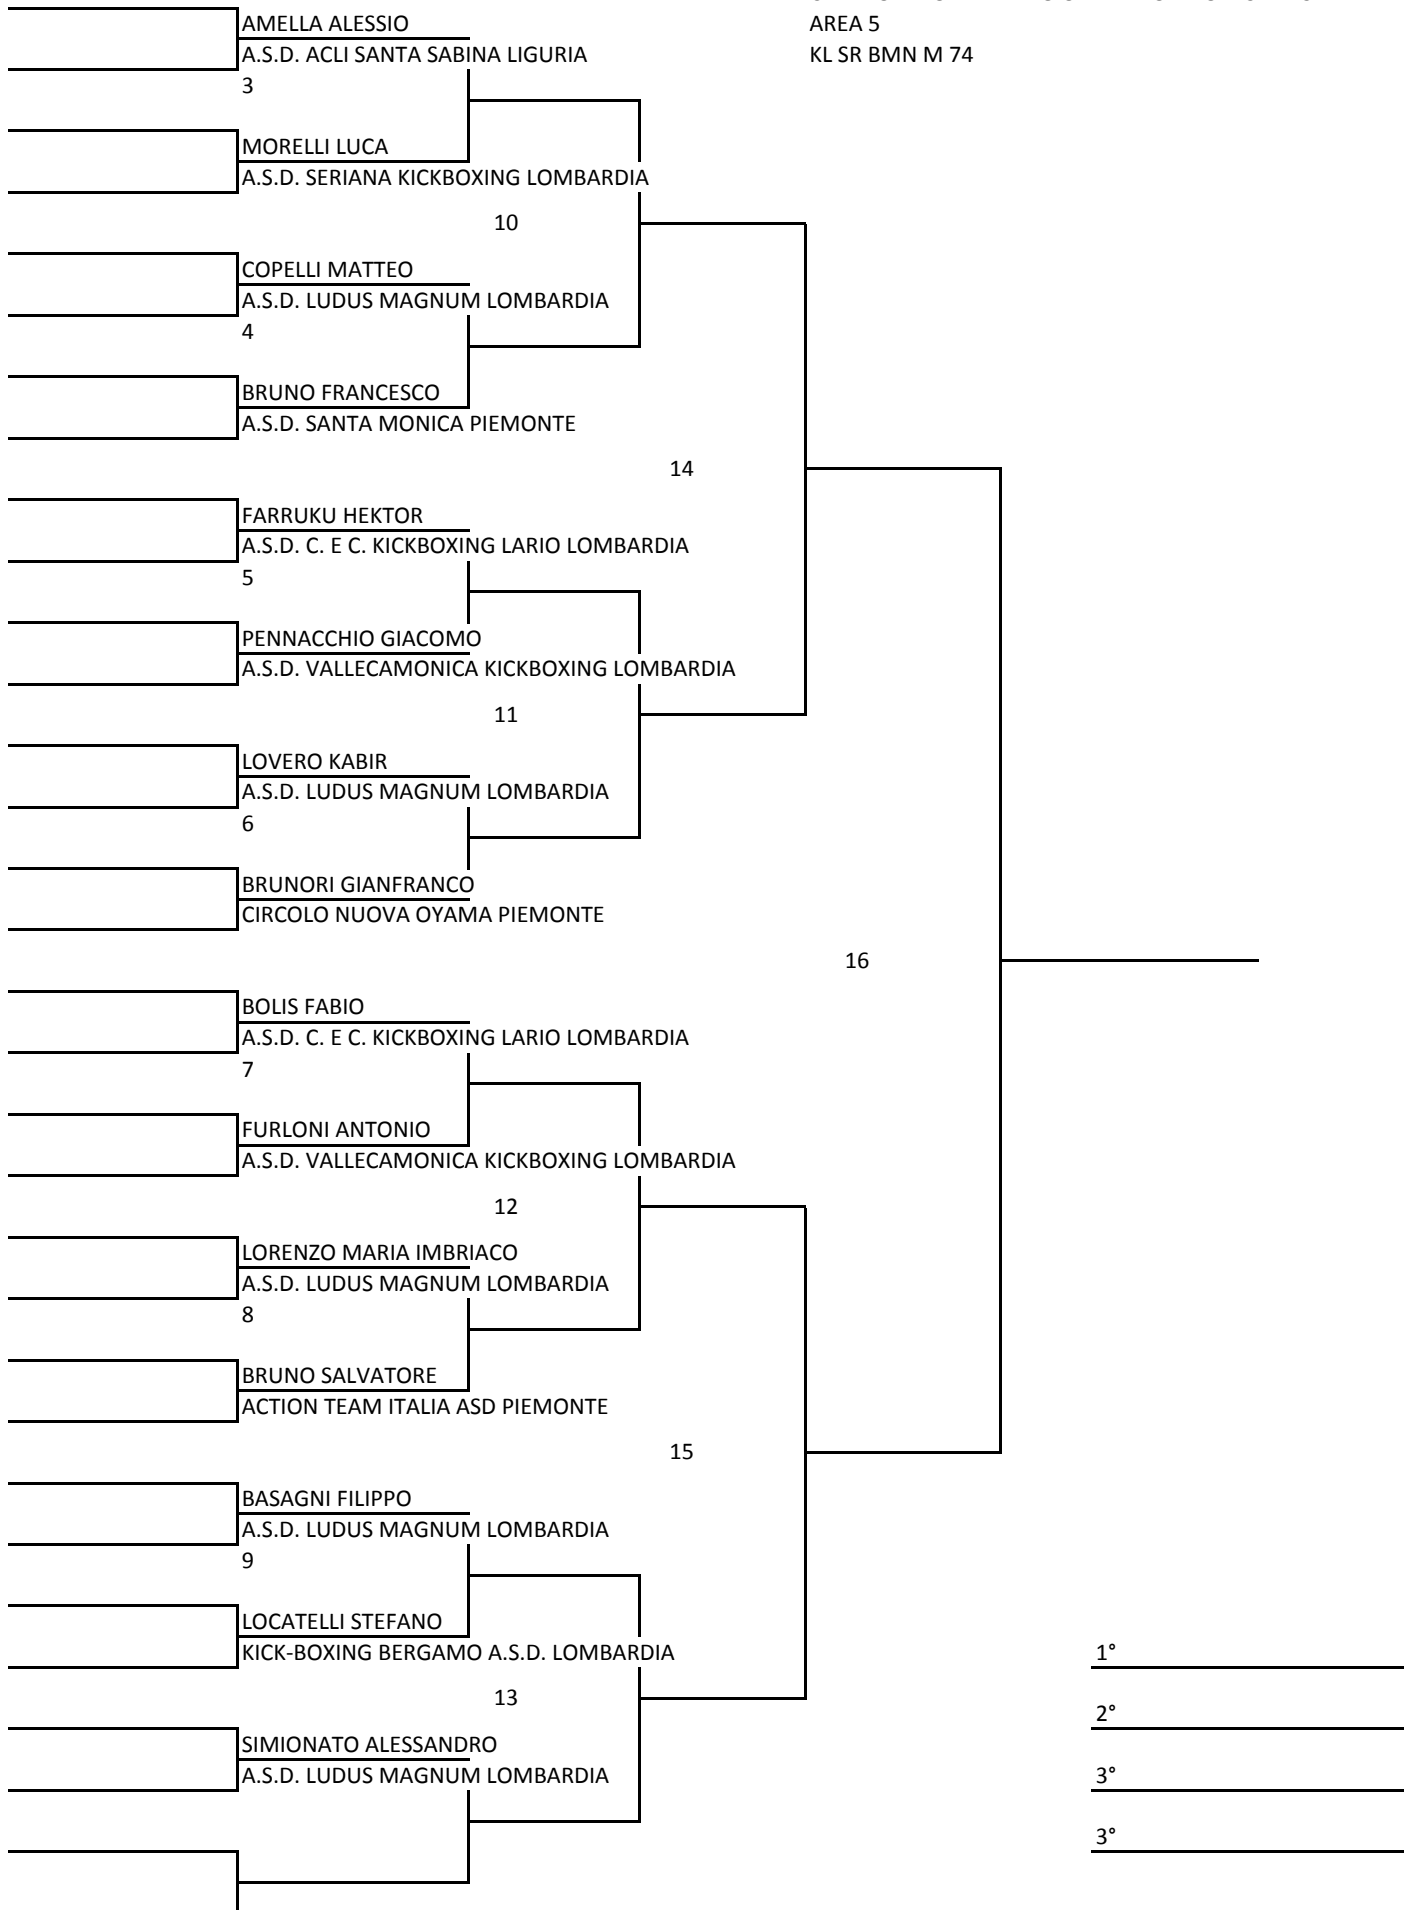 AMELLA ALESSIO
AREA 5
A.S.D. ACLI SANTA SABINA LIGURIA
KL SR BMN M 74
3
MORELLI LUCA
A.S.D. SERIANA KICKBOXING LOMBARDIA
10
COPELLI MATTEO
A.S.D. LUDUS MAGNUM LOMBARDIA
4
BRUNO FRANCESCO
A.S.D. SANTA MONICA PIEMONTE
14
FARRUKU HEKTOR
A.S.D. C. E C. KICKBOXING LARIO LOMBARDIA
5
PENNACCHIO GIACOMO
A.S.D. VALLECAMONICA KICKBOXING LOMBARDIA
11
LOVERO KABIR
A.S.D. LUDUS MAGNUM LOMBARDIA
6
BRUNORI GIANFRANCO
CIRCOLO NUOVA OYAMA PIEMONTE
16
BOLIS FABIO
A.S.D. C. E C. KICKBOXING LARIO LOMBARDIA
7
FURLONI ANTONIO
A.S.D. VALLECAMONICA KICKBOXING LOMBARDIA
12
LORENZO MARIA IMBRIACO
A.S.D. LUDUS MAGNUM LOMBARDIA
8
BRUNO SALVATORE
ACTION TEAM ITALIA ASD PIEMONTE
15
BASAGNI FILIPPO
A.S.D. LUDUS MAGNUM LOMBARDIA
9
LOCATELLI STEFANO
KICK-BOXING BERGAMO A.S.D. LOMBARDIA
1°
13
2°
SIMIONATO ALESSANDRO
A.S.D. LUDUS MAGNUM LOMBARDIA
3°
3°